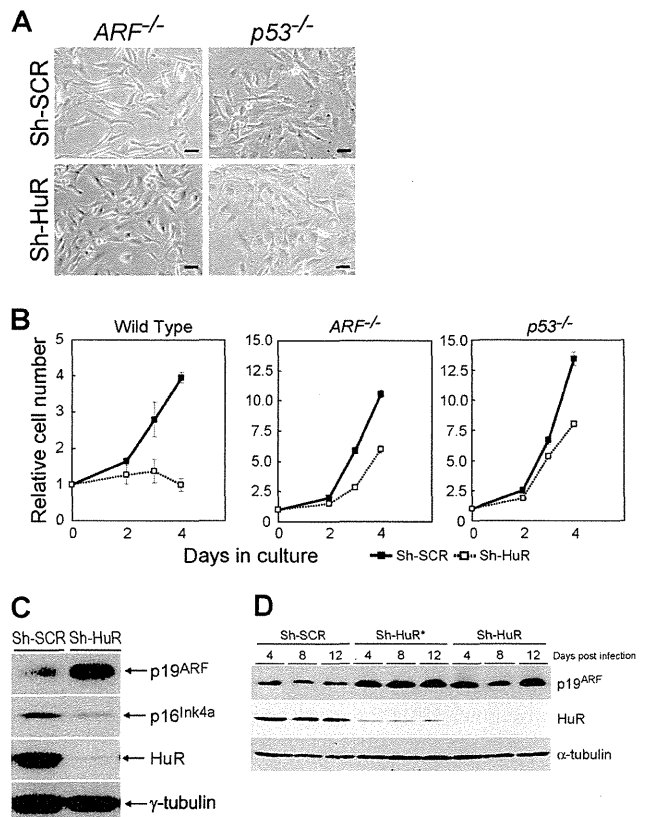 A
ARF-/-
p53-/-
Sh-SCR
Sh-HuR
B
Wild Type
ARF-/-
p53-/-
Relative cell number
5
4
3
2
1
0
15.0
12.5
10.0
7.5
5.0
2.5
0
15.0
12.5
10.0
7.5
5.0
2.5
0
0 2 4
0 2 4
0 2 4
Days in culture
Sh-SCR
Sh-HuR
C
Sh-SCR Sh-HuR
p19ARF
p16Ink4a
HuR
γ-tubulin
D
Sh-SCR Sh-HuR* Sh-HuR
4 8 12 4 8 12 4 8 12 Days post infection
p19ARF
HuR
α-tubulin